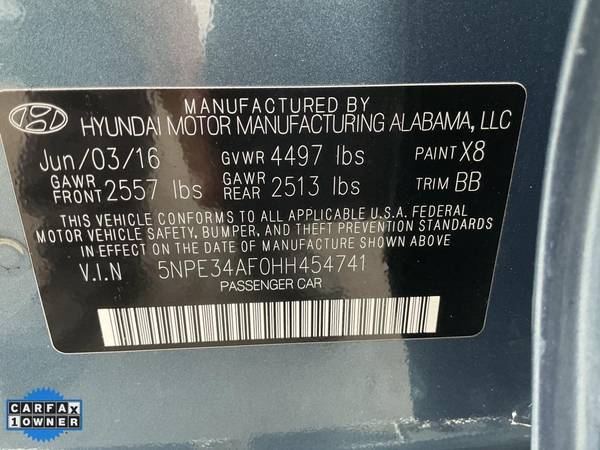 MANUFACTURED BY
HYUNDAI MOTOR MANUFACTURING ALABAMA, LLC
Jun/03/16 GVWR 4497 lbs PAINT X8
GAWR FRONT 2557 lbs GAWR REAR 2513 lbs TRIM BB
THIS VEHICLE CONFORMS TO ALL APPLICABLE U.S.A. FEDERAL
MOTOR VEHICLE SAFETY, BUMPER, AND THEFT PREVENTION STANDARDS
IN EFFECT ON THE DATE OF MANUFACTURE SHOWN ABOVE
V.I.N 5NPE34AF0HH454741
PASSENGER CAR
CARFAX
1 OWNER